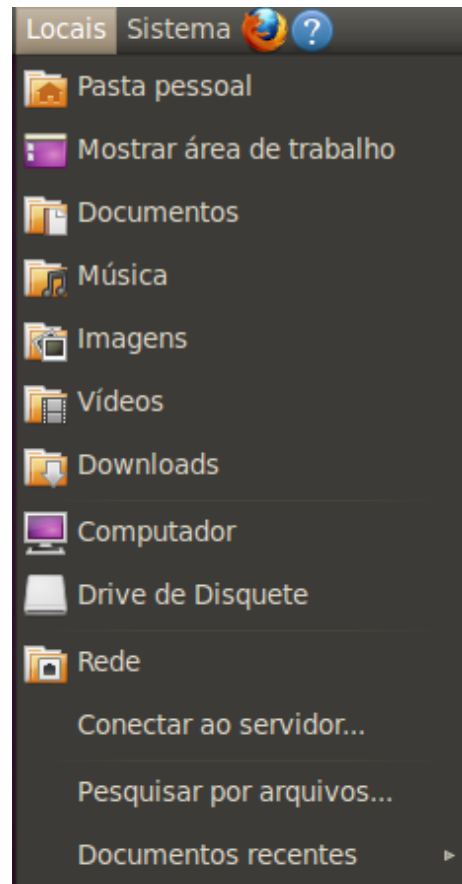 Locais Sistema ?
Pasta pessoal
Mostrar área de trabalho
Documentos
Música
Imagens
Vídeos
Downloads
Computador
Drive de Disquete
Rede
Conectar ao servidor...
Pesquisar por arquivos...
Documentos recentes